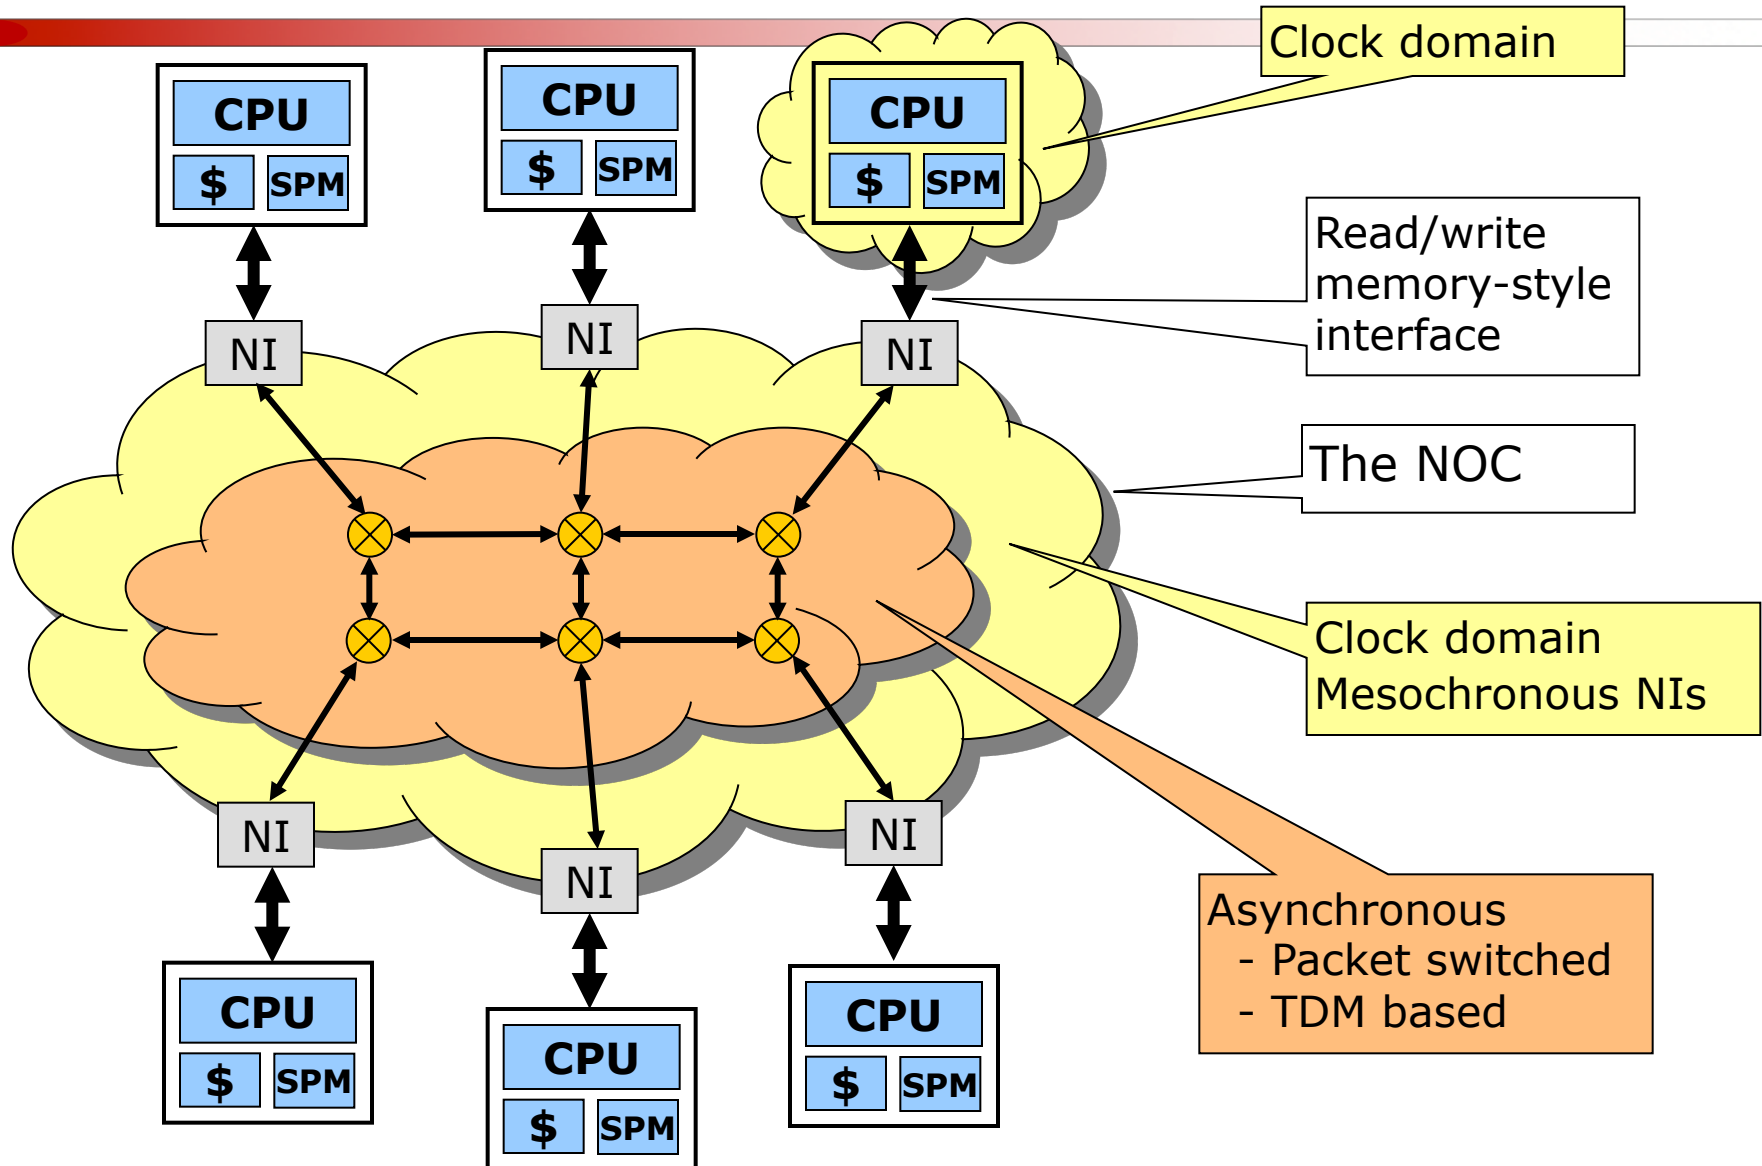 Clock domain
CPU
$ SPM
CPU
$ SPM
CPU
$ SPM
Read/write
memory-style
interface
NI
NI
NI
The NOC
Clock domain
Mesochronous NIs
NI
NI
NI
Asynchronous
- Packet switched
- TDM based
CPU
$ SPM
CPU
$ SPM
CPU
$ SPM